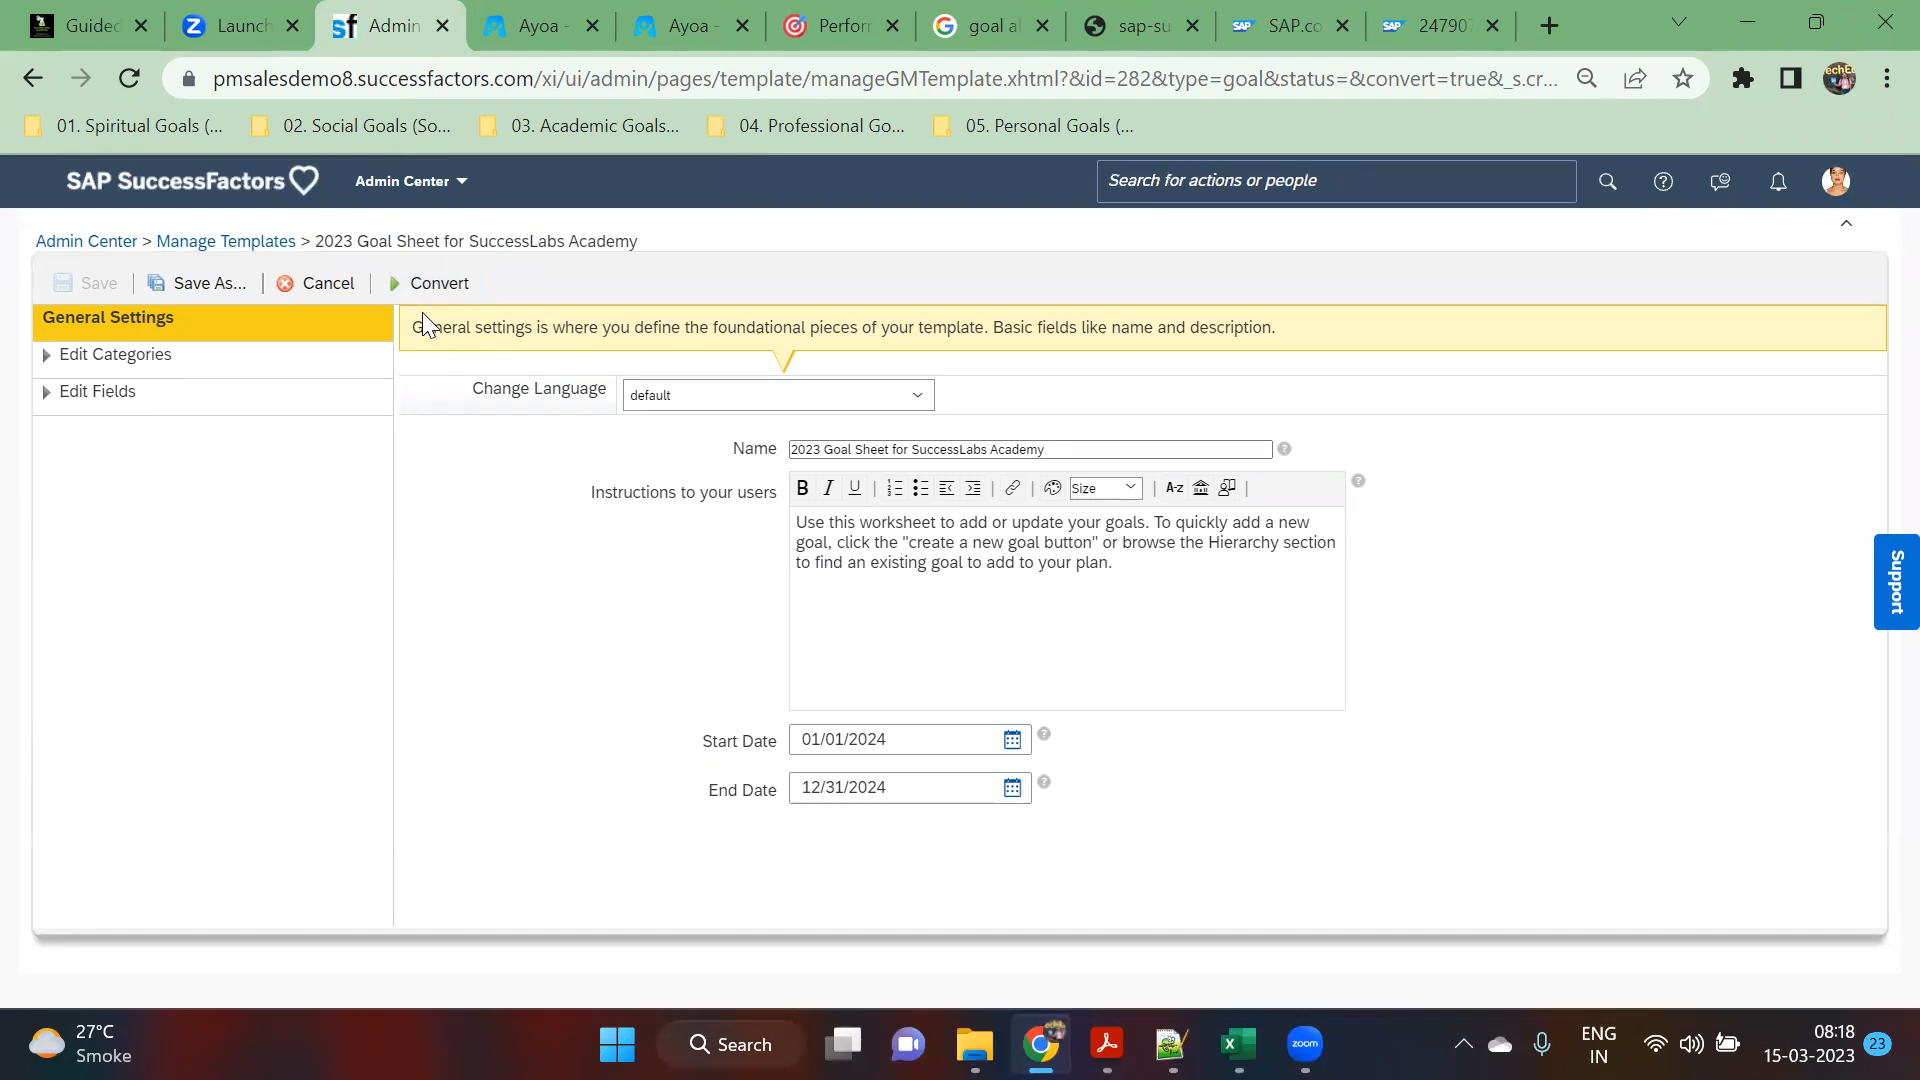 Guided
Launch
sf Admin
Ayoa -
Ayoa -
Perfor
goal al
sap-su
SAP SAP.co
SAP 24790
pmsalesdemo8.successfactors.com/xi/ui/admin/pages/template/manageGMTemplate.xhtml?&id=282&type=goal&status=&convert=true&_s.cr...
01. Spiritual Goals (...
02. Social Goals (So...
03. Academic Goals...
04. Professional Go...
05. Personal Goals (...
SAP SuccessFactors
Admin Center
Search for actions or people
Admin Center > Manage Templates > 2023 Goal Sheet for SuccessLabs Academy
Save
Save As...
Cancel
Convert
General Settings
Edit Categories
Edit Fields
General settings is where you define the foundational pieces of your template. Basic fields like name and description.
Change Language
default
Name
2023 Goal Sheet for SuccessLabs Academy
Instructions to your users
B I U Size A-z
Use this worksheet to add or update your goals. To quickly add a new
goal, click the "create a new goal button" or browse the Hierarchy section
to find an existing goal to add to your plan.
Start Date
01/01/2024
End Date
12/31/2024
Support
27°C
Smoke
Search
zoom
ENG
IN
08:18
15-03-2023
23